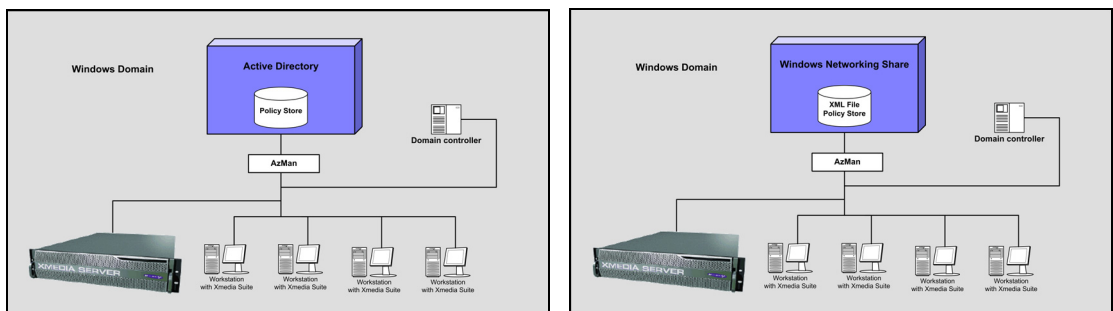 Windows Domain
Active Directory
Policy Store
Domain controller
AzMan
XMEDIA SERVER
Workstation
with Xmedia Suite
Workstation
with Xmedia Suite
Workstation
with Xmedia Suite
Workstation
with Xmedia Suite
Windows Domain
Windows Networking Share
XML File
Policy Store
Domain controller
AzMan
XMEDIA SERVER
Workstation
with Xmedia Suite
Workstation
with Xmedia Suite
Workstation
with Xmedia Suite
Workstation
with Xmedia Suite